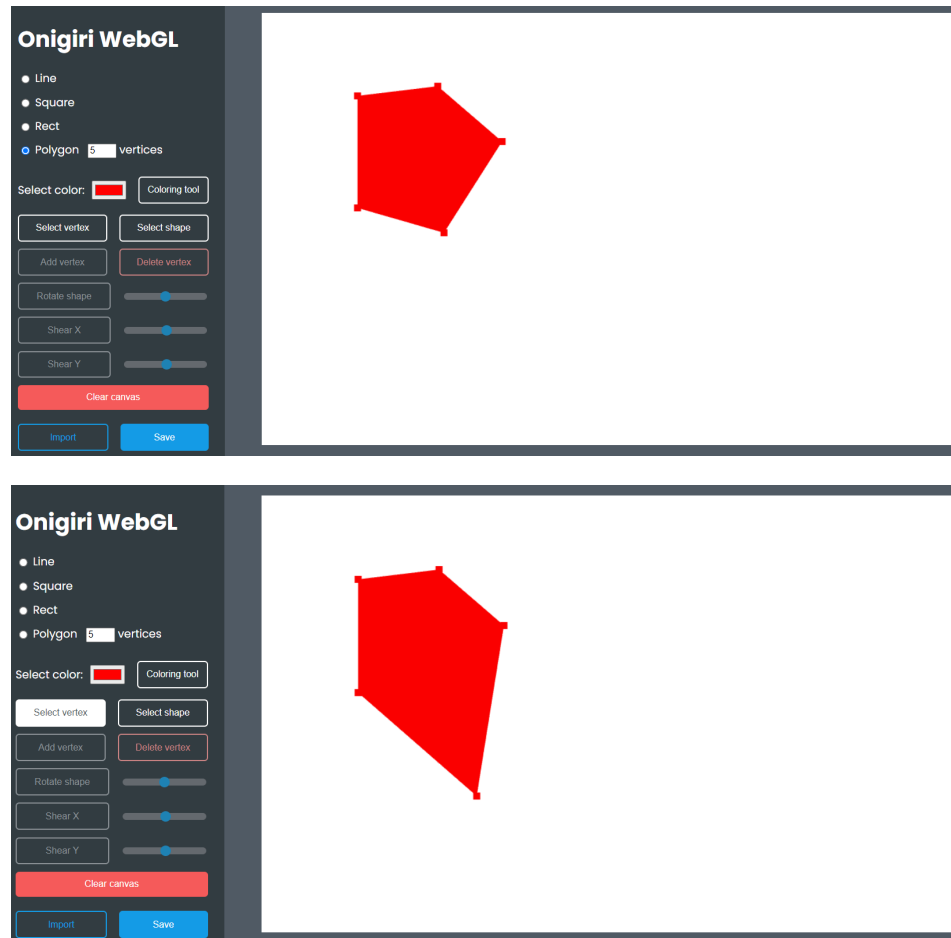 Onigiri WebGL
Line
Square
Rect
Polygon 5 vertices
Select color: Coloring tool
Select vertex Select shape
Add vertex Delete vertex
Rotate shape
Shear X
Shear Y
Clear canvas
Import Save
Onigiri WebGL
Line
Square
Rect
Polygon 5 vertices
Select color: Coloring tool
Select vertex Select shape
Add vertex Delete vertex
Rotate shape
Shear X
Shear Y
Clear canvas
Import Save